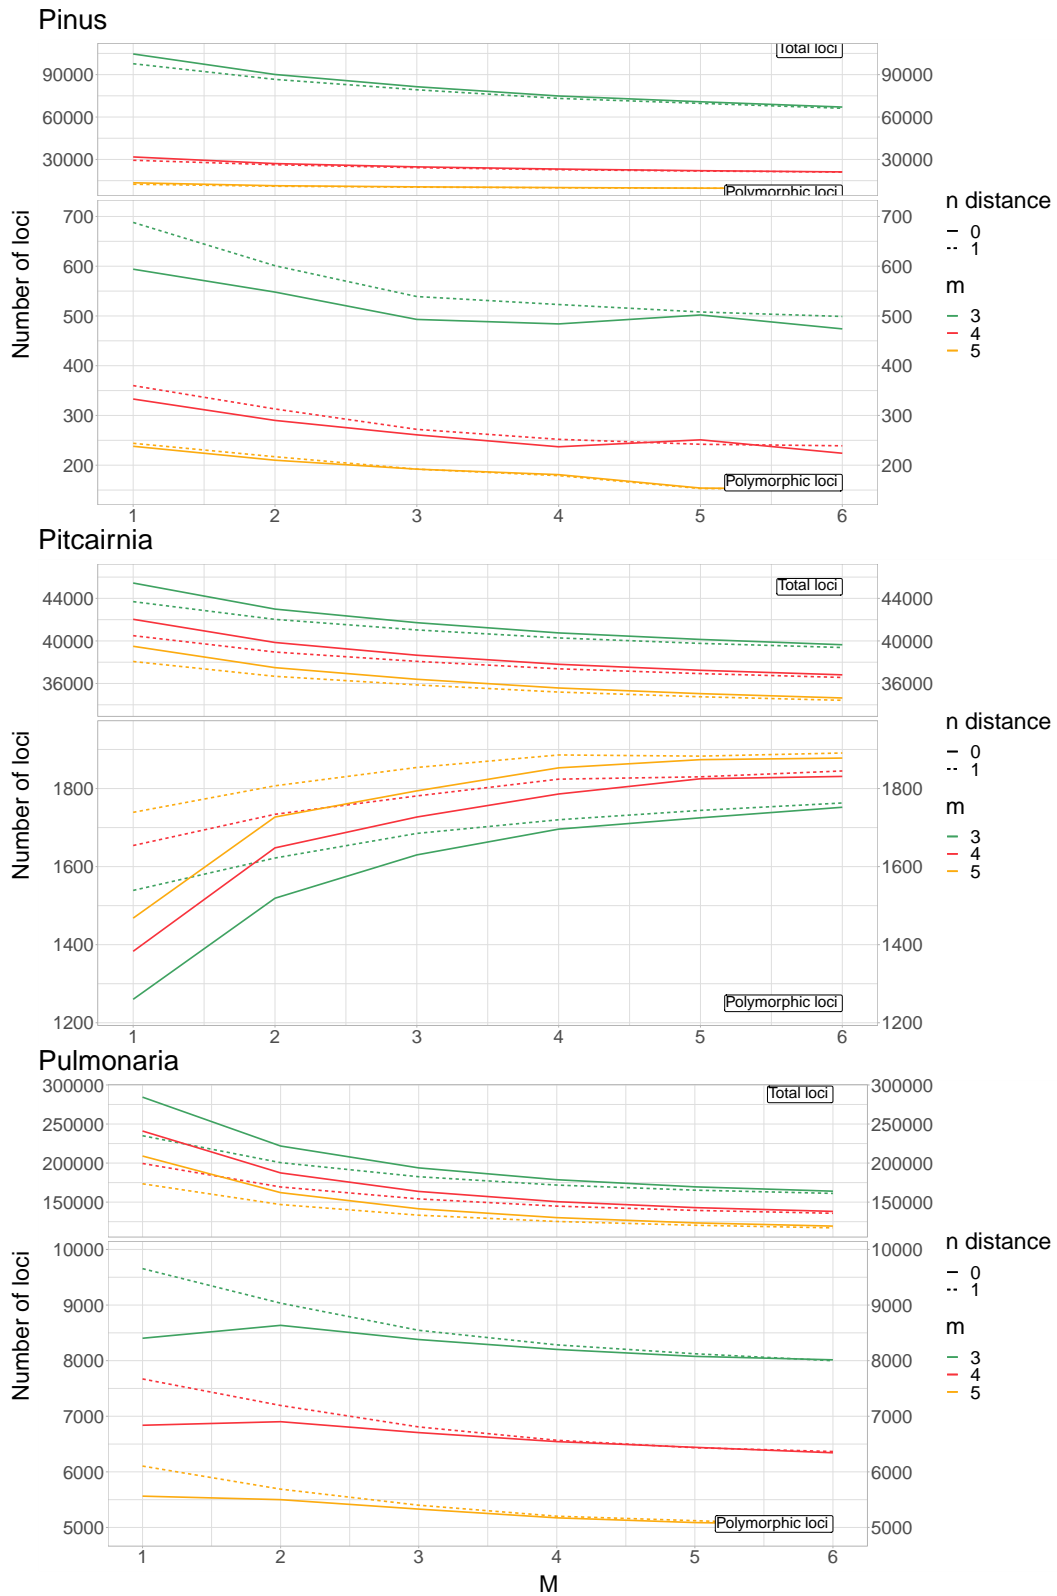 Pinus
Total loci
90000 90000
60000 60000
30000 30000
Polymorphic loci
700 700
600 600
500 500
400 400
300 300
200 200
Polymorphic loci
1 2 3 4 5 6
Number of loci
n distance
0
1
m
3
4
5
Pitcairnia
Total loci
44000 44000
40000 40000
36000 36000
1800 1800
1600 1600
1400 1400
Polymorphic loci
1200 1200
1 2 3 4 5 6
Number of loci
n distance
0
1
m
3
4
5
Pulmonaria
300000 300000
Total loci
250000 250000
200000 200000
150000 150000
10000 10000
9000 9000
8000 8000
7000 7000
6000 6000
5000 Polymorphic loci 5000
1 2 3 4 5 6
M
Number of loci
n distance
0
1
m
3
4
5